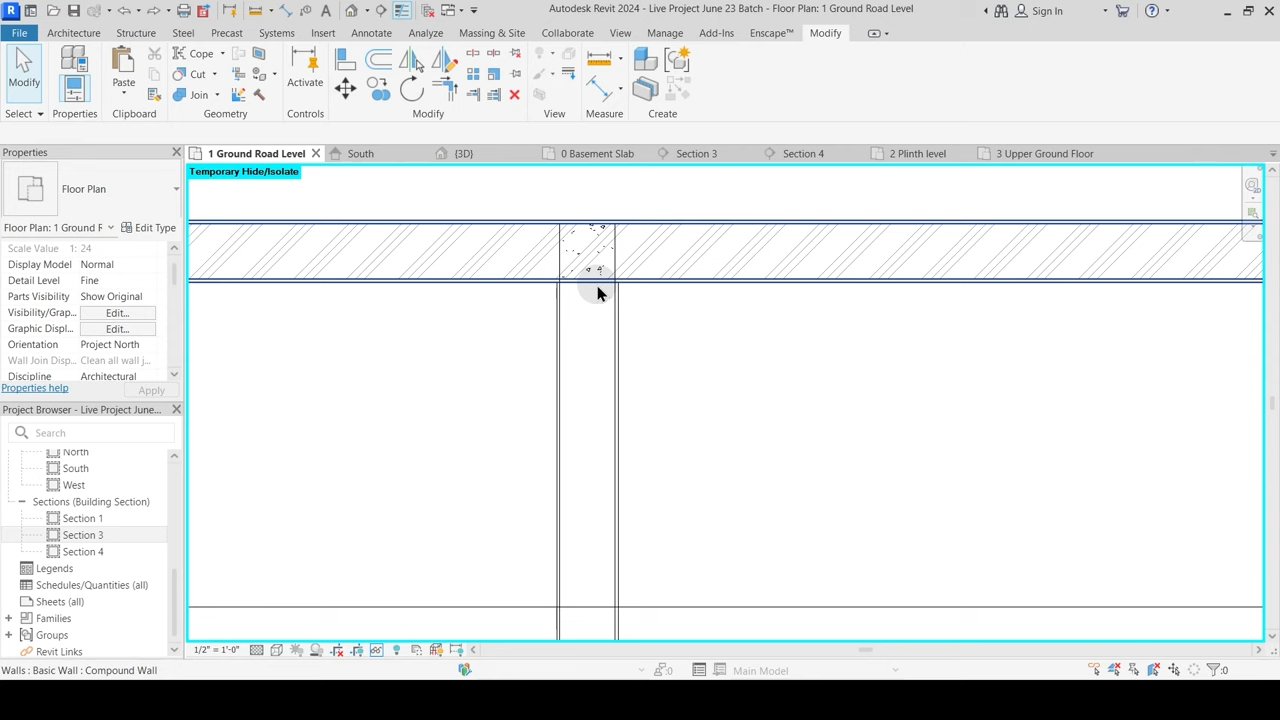 Autodesk Revit 2024 - Live Project June 23 Batch - Floor Plan: 1 Ground Road Level
Sign In
File Architecture Structure Steel Precast Systems Insert Annotate Analyze Massing & Site Collaborate View Manage Add-Ins Enscape™ Modify
Modify Paste Cope Cut Join Activate
Select Properties Clipboard Geometry Controls Modify View Measure Create
Properties
1 Ground Road Level South {3D} 0 Basement Slab Section 3 Section 4 2 Plinth level 3 Upper Ground Floor
Temporary Hide/Isolate
Floor Plan
Floor Plan: 1 Ground R Edit Type
Scale Value 1: 24
Display Model Normal
Detail Level Fine
Parts Visibility Show Original
Visibility/Grap... Edit...
Graphic Displ... Edit...
Orientation Project North
Wall Join Disp... Clean all wall j...
Discipline Architectural
Properties help Apply
Project Browser - Live Project June...
Search
North
South
West
Sections (Building Section)
Section 1
Section 3
Section 4
Legends
Schedules/Quantities (all)
Sheets (all)
Families
Groups
Revit Links
1/2" = 1'-0"
Walls : Basic Wall : Compound Wall
:0
Main Model
:0